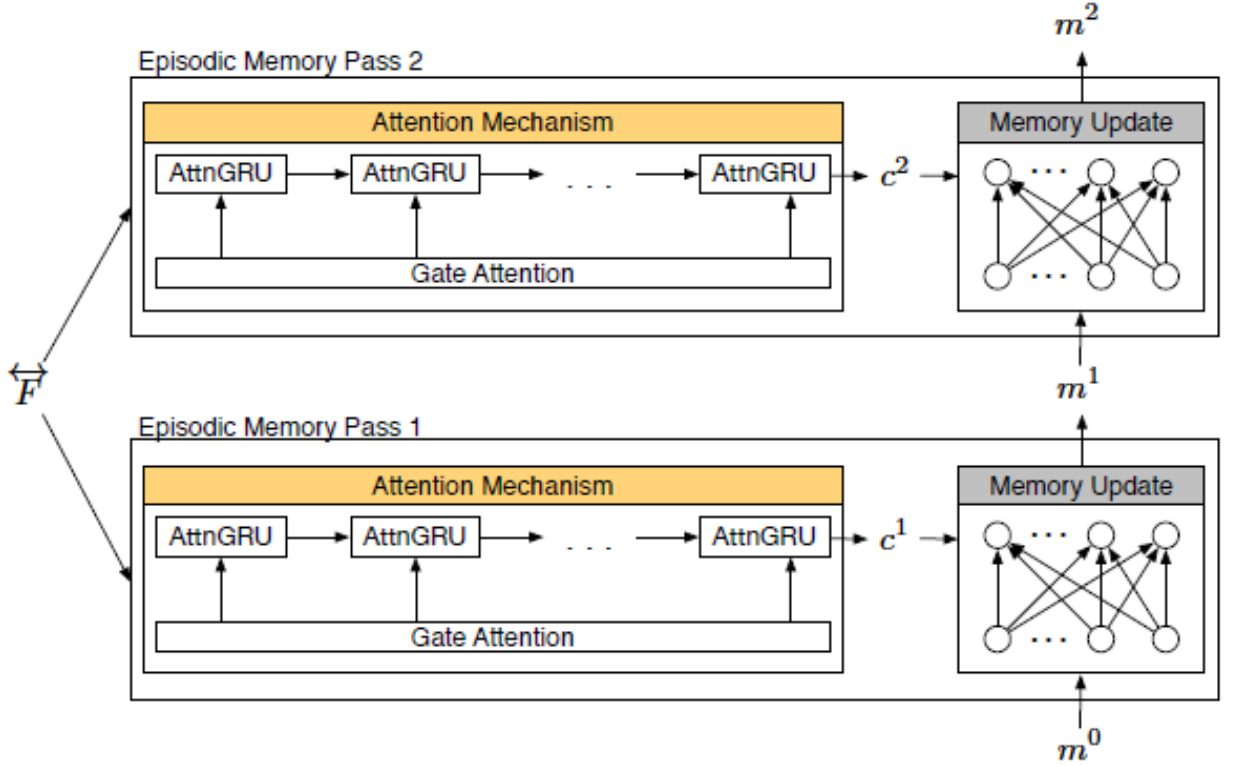 m²
Episodic Memory Pass 2
Attention Mechanism
Memory Update
AttnGRU AttnGRU . . . AttnGRU
c²
. . .
Gate Attention
. . .
F⃡
m¹
Episodic Memory Pass 1
Attention Mechanism
Memory Update
AttnGRU AttnGRU . . . AttnGRU
c¹
. . .
Gate Attention
. . .
m⁰